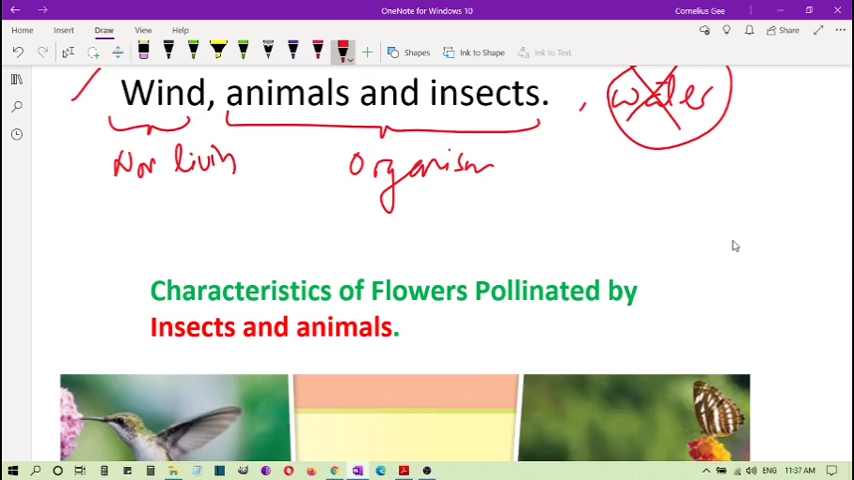 OneNote for Windows 10
Cornelius Gee
Home Insert Draw View Help
Share
Shapes Ink to Shape Ink to Text
Wind, animals and insects. , water
Non livih Organism
Characteristics of Flowers Pollinated by
Insects and animals.
ENG 11:37 AM